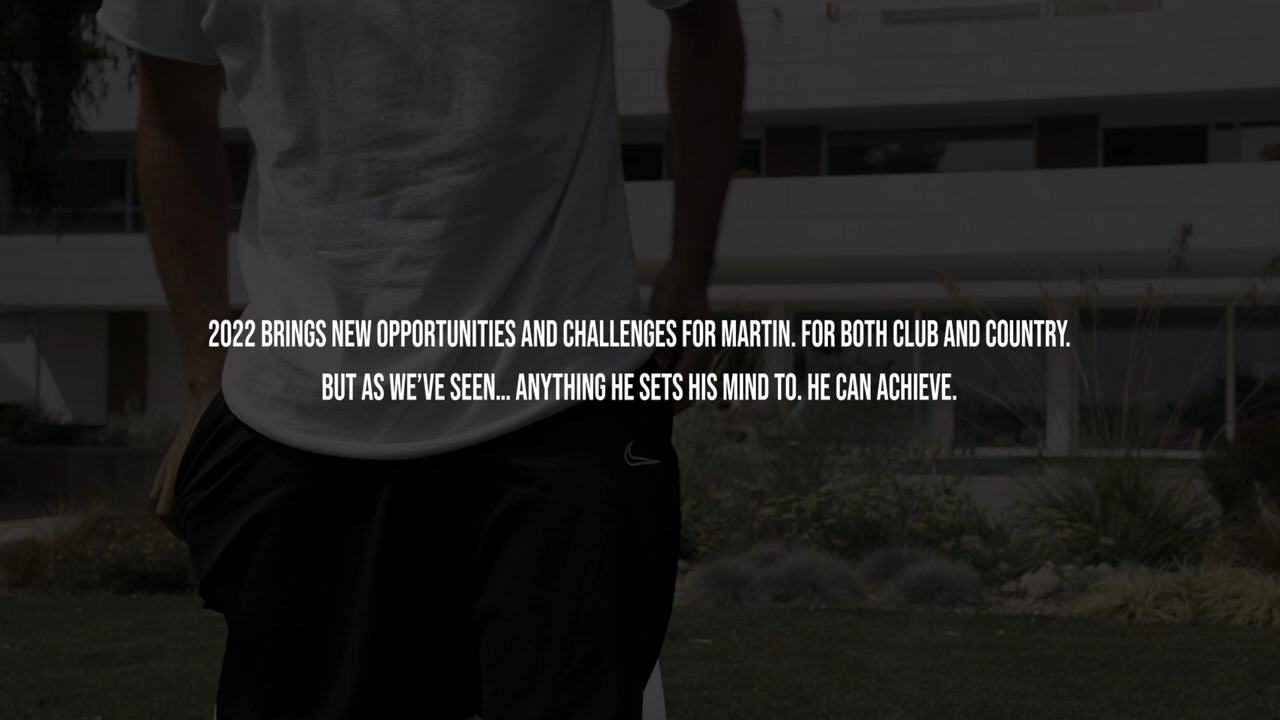 2022 BRINGS NEW OPPORTUNITIES AND CHALLENGES FOR MARTIN. FOR BOTH CLUB AND COUNTRY.
BUT AS WE’VE SEEN... ANYTHING HE SETS HIS MIND TO. HE CAN ACHIEVE.